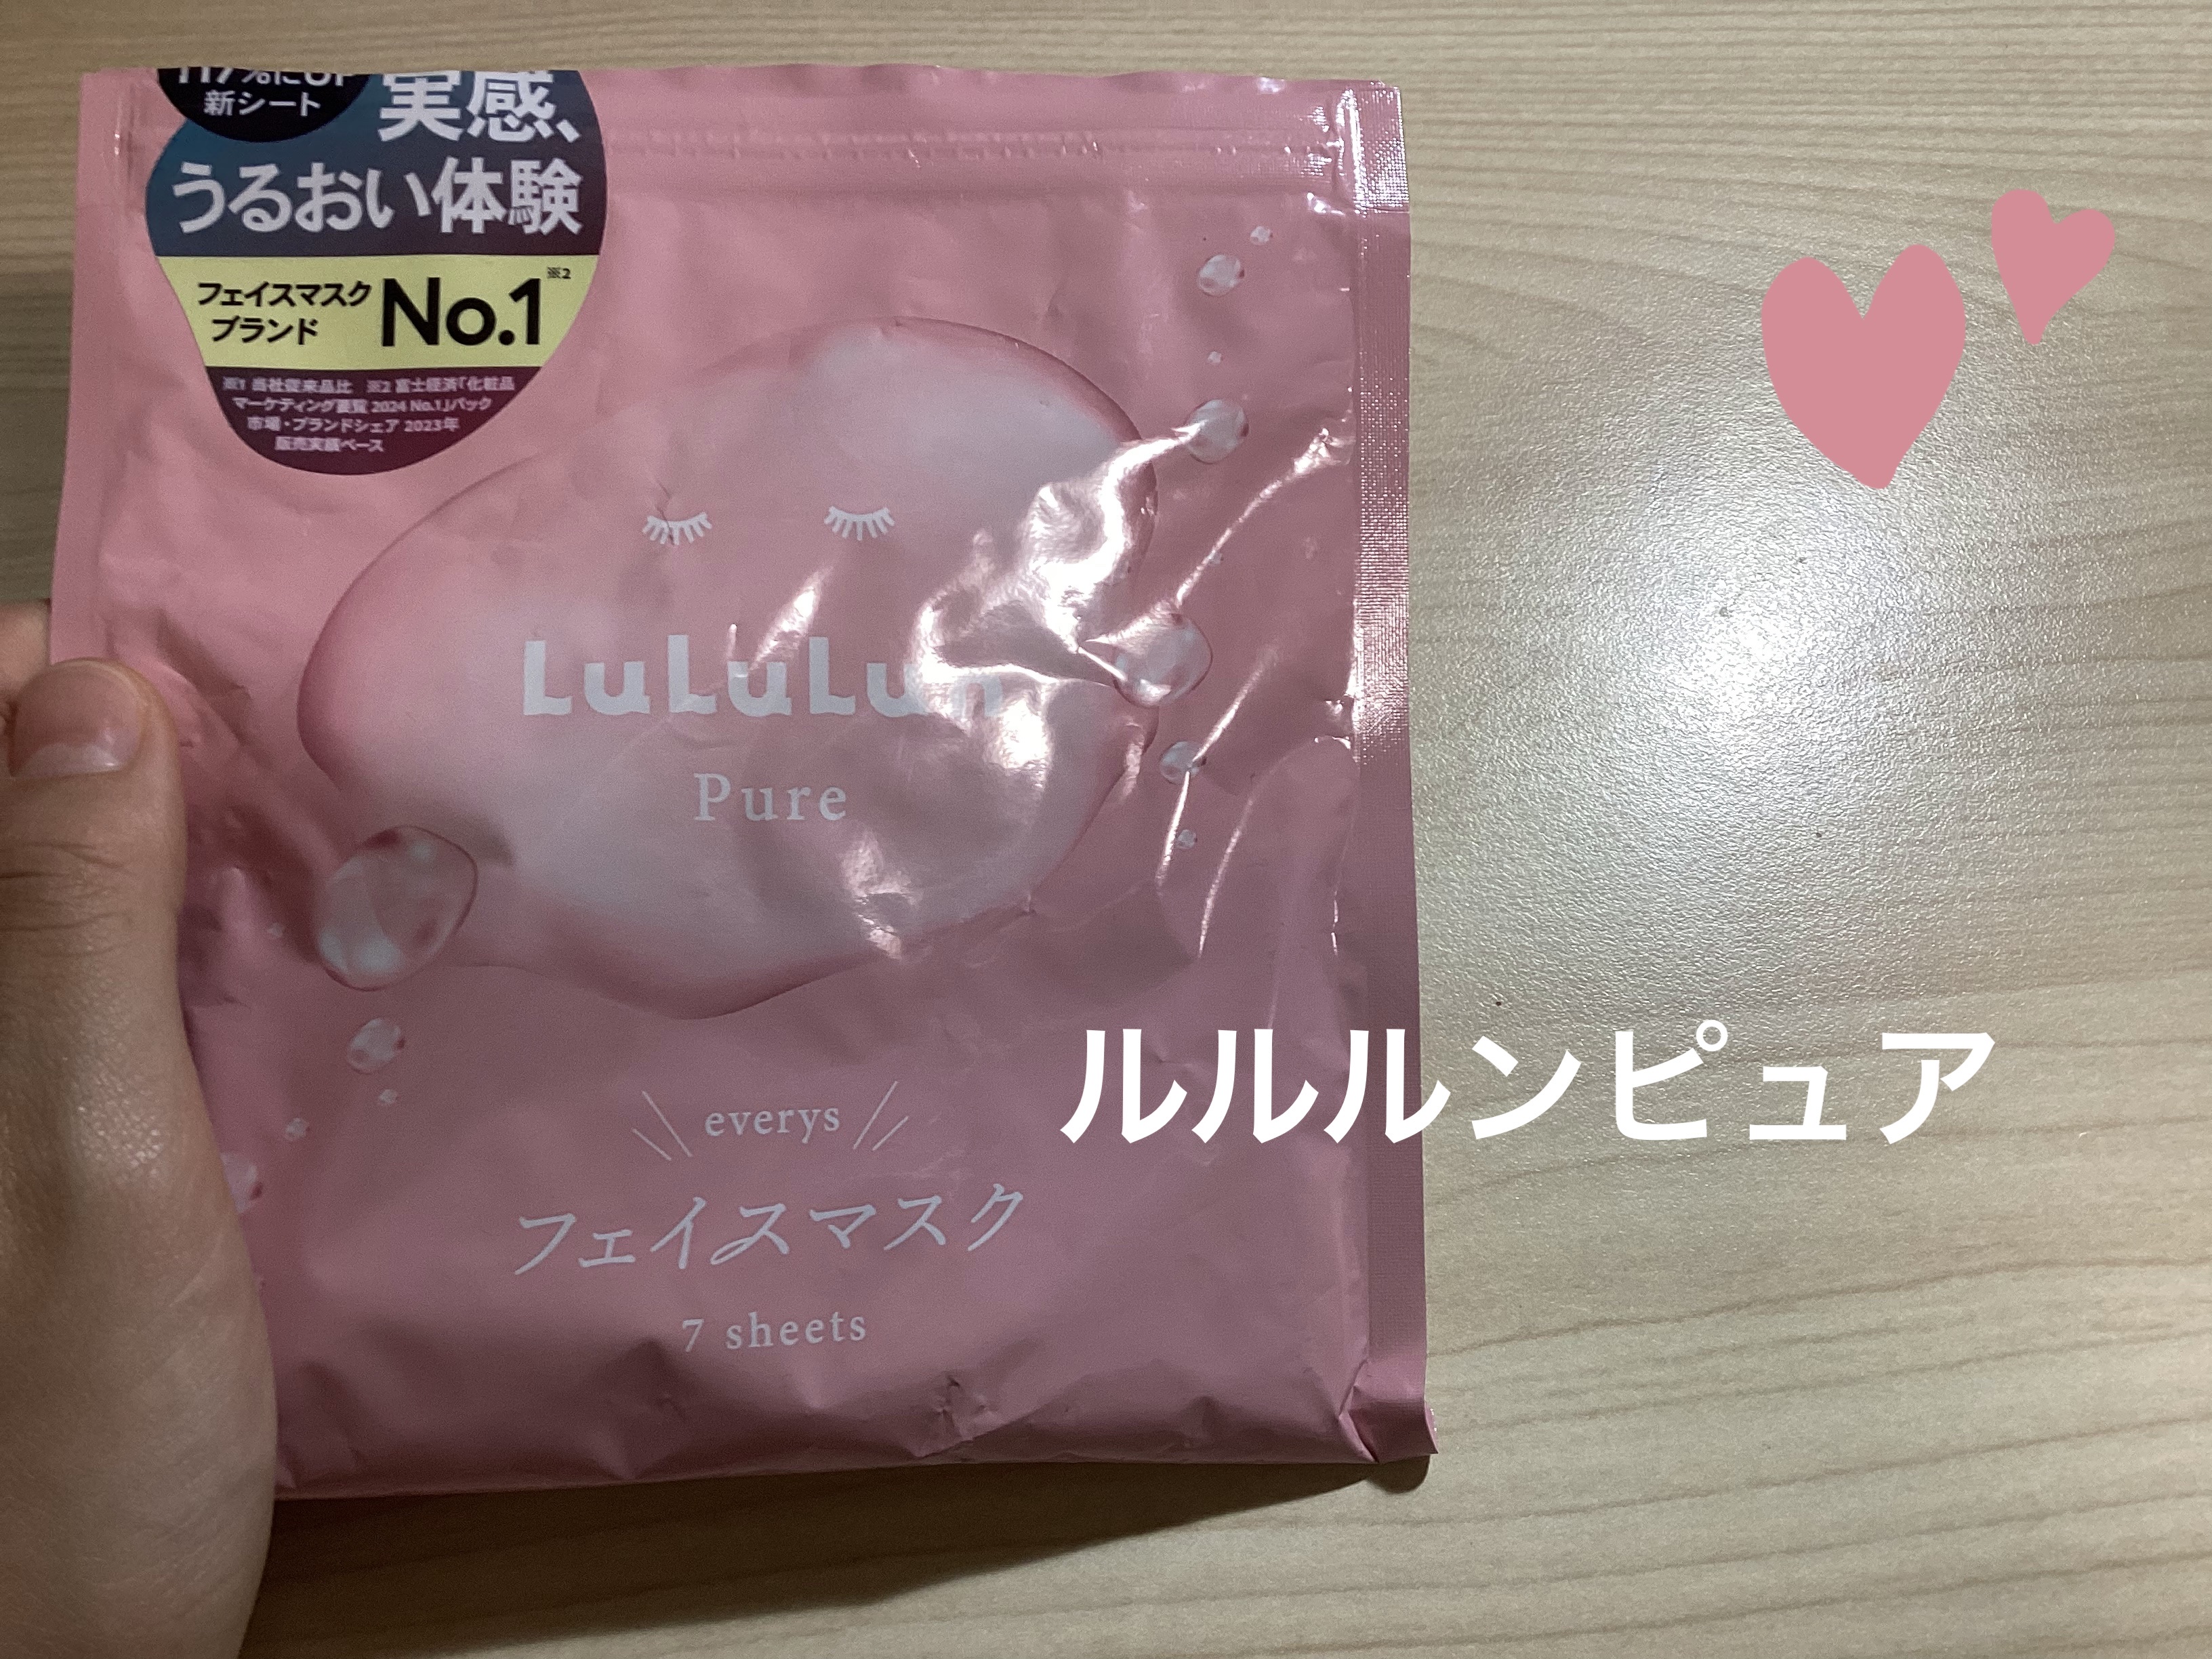 新シート
実感、
うるおい体験
フェイスマスク
ブランド
No.1※2
※1 当社従来品比 ※2 富士経済「化粧品
マーケティング要覧 2024 No.1」パック
市場・ブランドシェア 2023年
販売実績ベース
LuLuLun
Pure
everys
フェイスマスク
7 sheets
ルルルンピュア